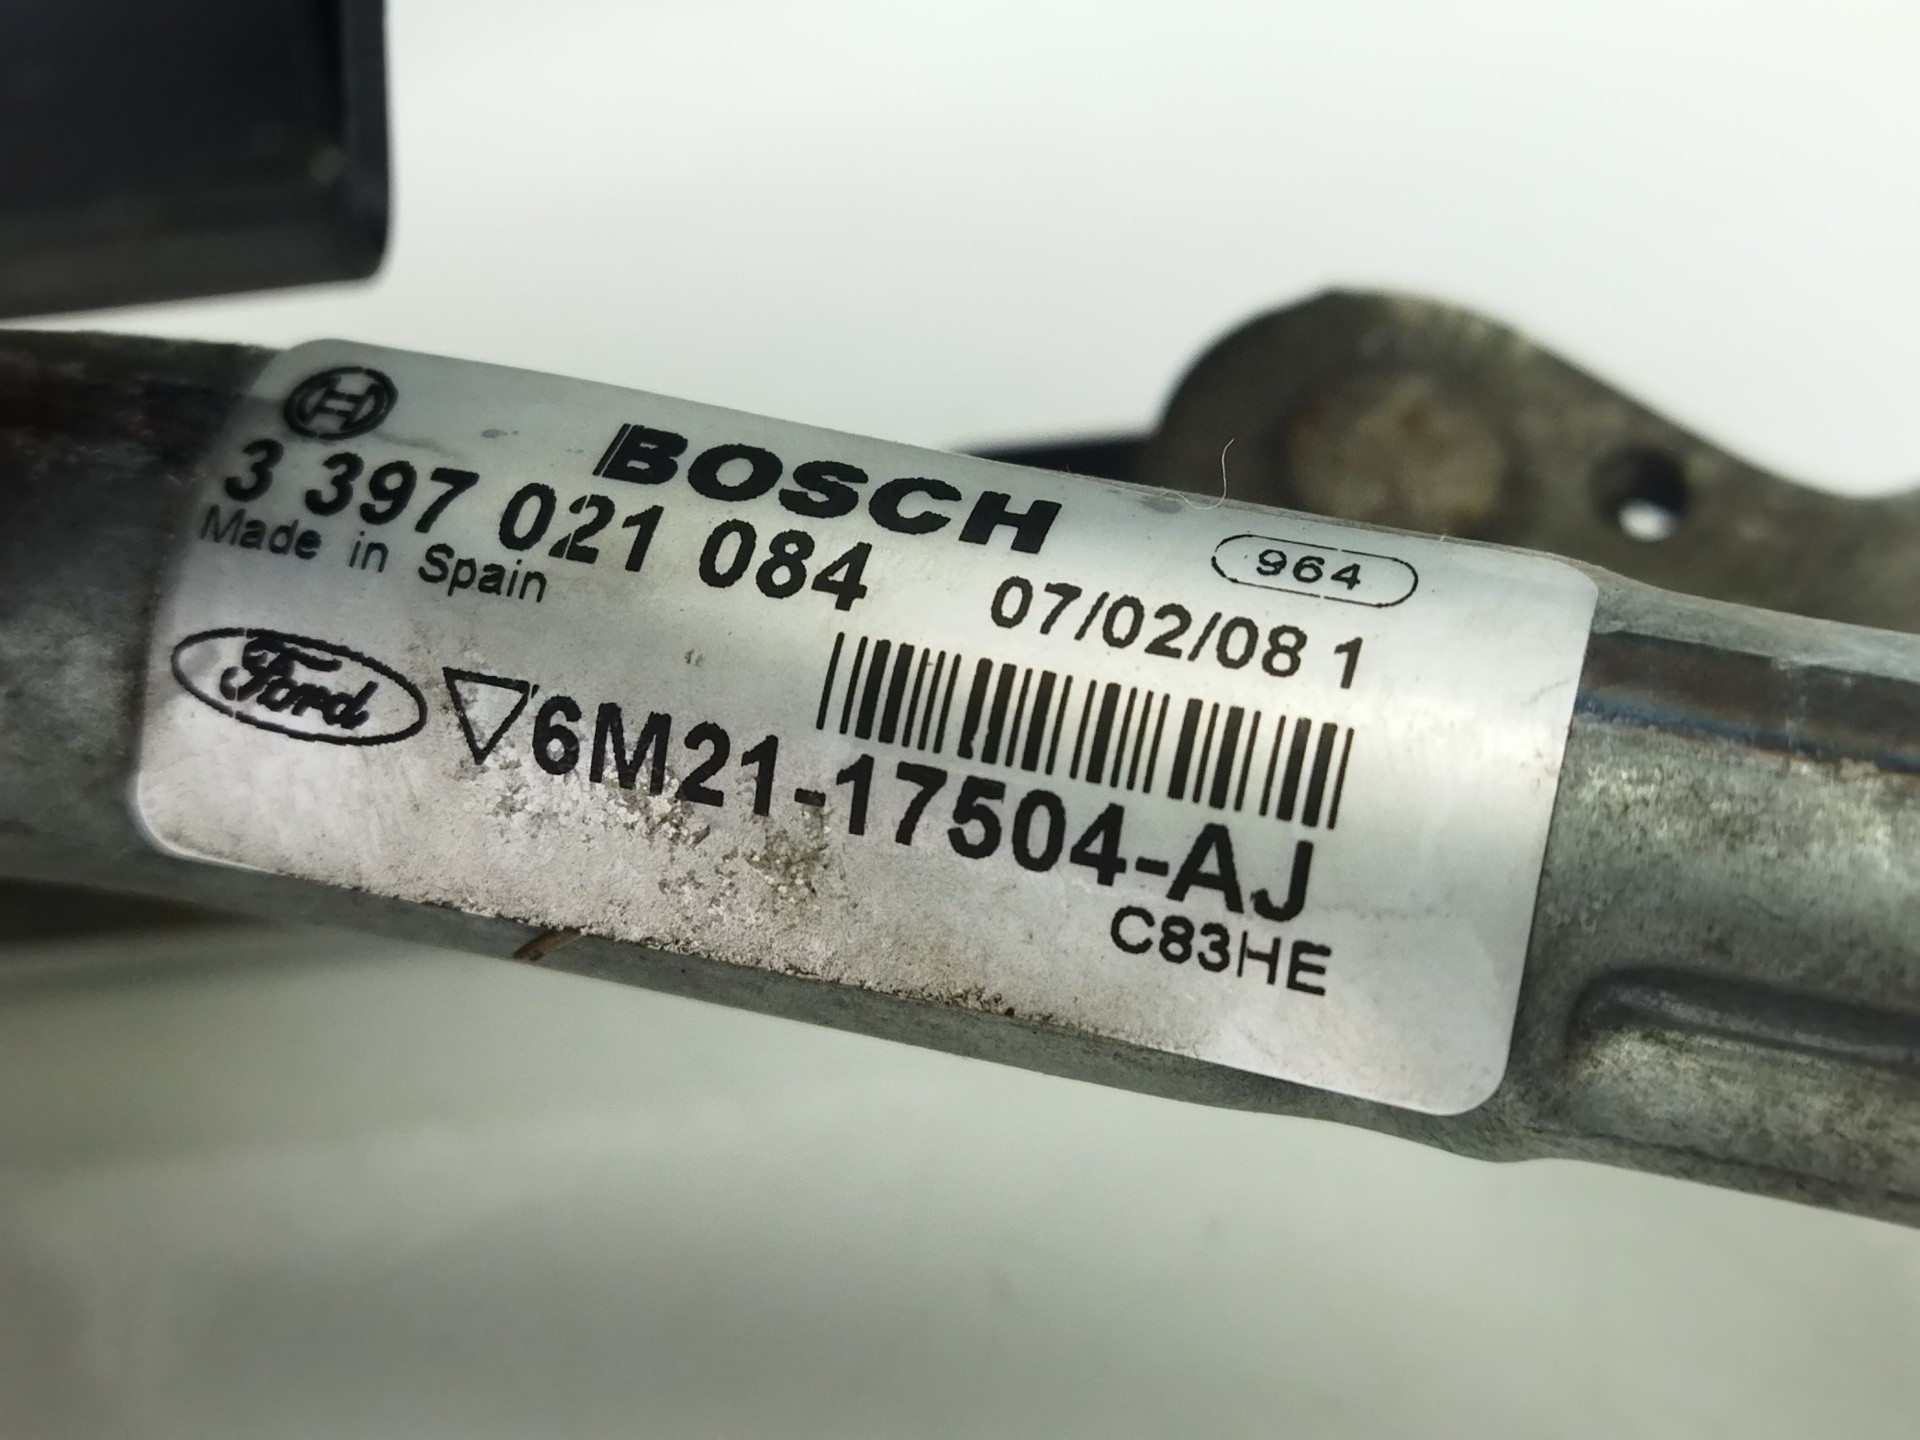 BOSCH
3 397 021 084
964
Made in Spain
07/02/08 1
Ford
6M21-17504-AJ
C83HE